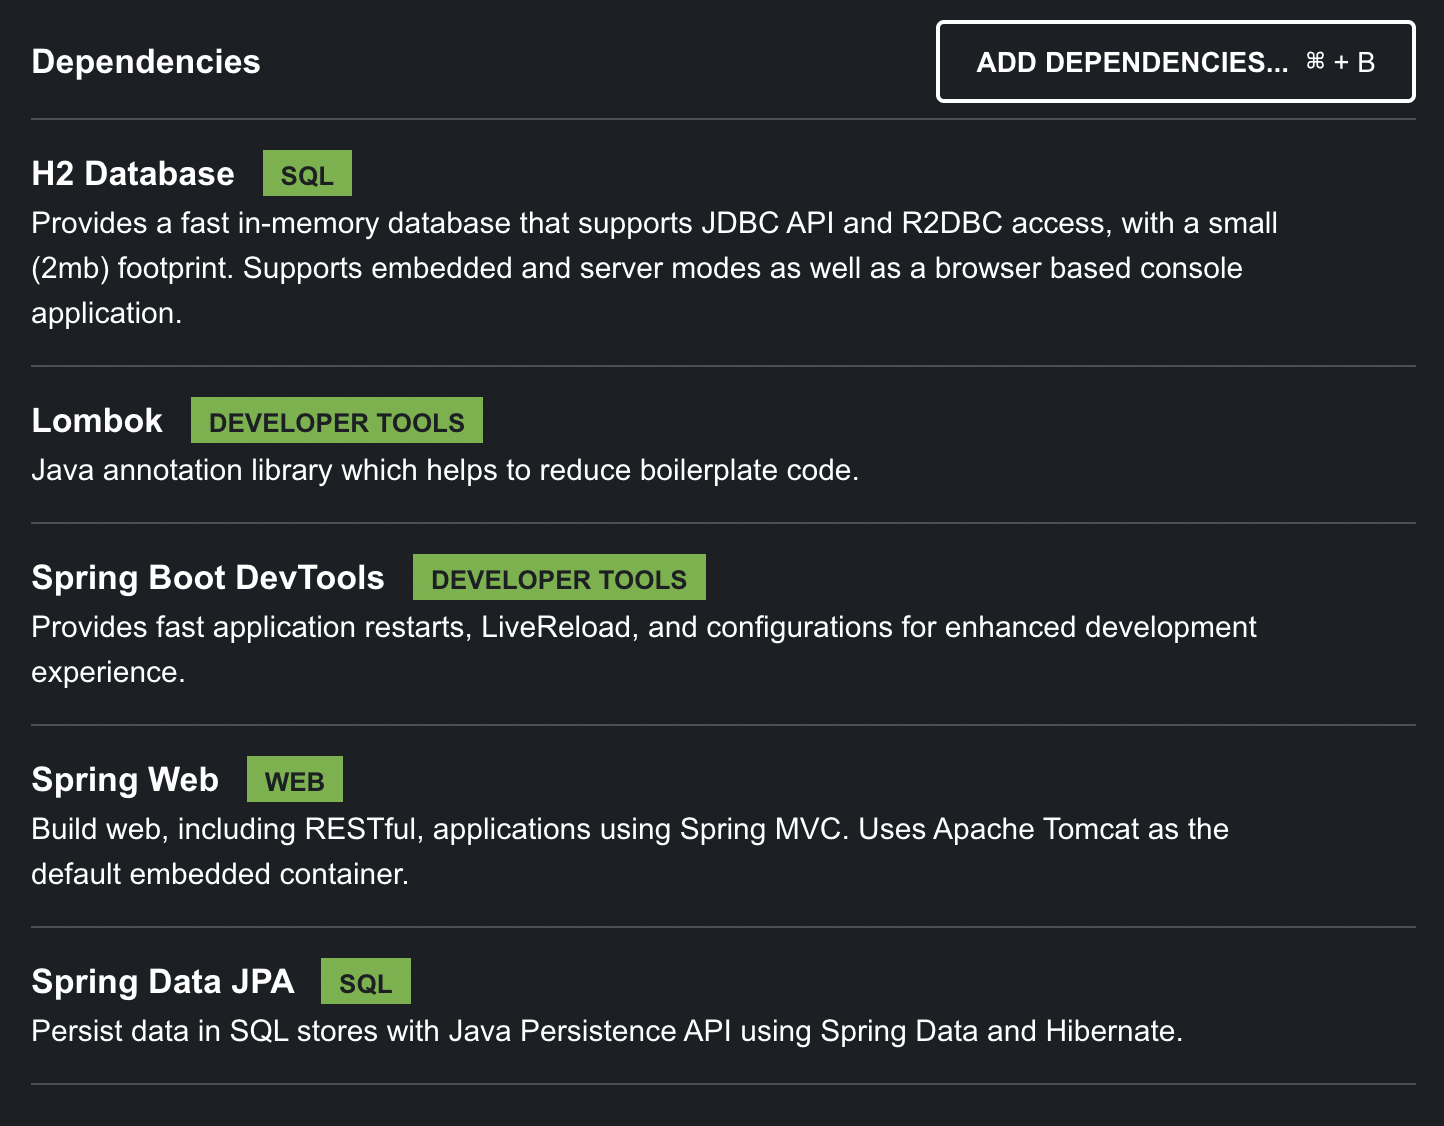 Dependencies
ADD DEPENDENCIES... ⌘ + B
H2 Database SQL
Provides a fast in-memory database that supports JDBC API and R2DBC access, with a small
(2mb) footprint. Supports embedded and server modes as well as a browser based console
application.
Lombok DEVELOPER TOOLS
Java annotation library which helps to reduce boilerplate code.
Spring Boot DevTools DEVELOPER TOOLS
Provides fast application restarts, LiveReload, and configurations for enhanced development
experience.
Spring Web WEB
Build web, including RESTful, applications using Spring MVC. Uses Apache Tomcat as the
default embedded container.
Spring Data JPA SQL
Persist data in SQL stores with Java Persistence API using Spring Data and Hibernate.